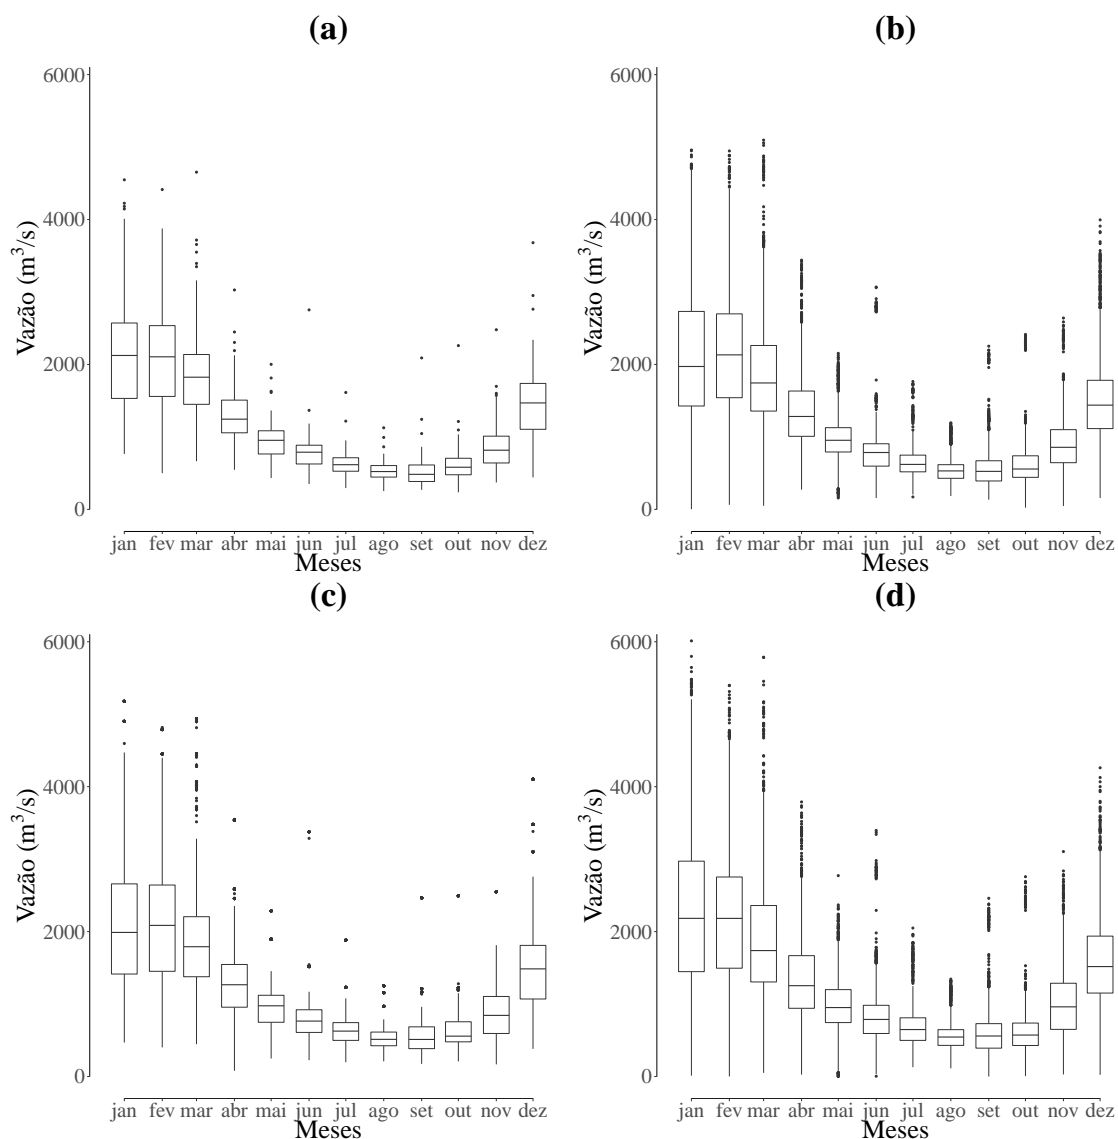 (a)
6000
4000
2000
0
Vazão (m³/s)
jan fev mar abr mai jun jul ago set out nov dez
Meses
(b)
6000
4000
2000
0
Vazão (m³/s)
jan fev mar abr mai jun jul ago set out nov dez
Meses
(c)
6000
4000
2000
0
Vazão (m³/s)
jan fev mar abr mai jun jul ago set out nov dez
Meses
(d)
6000
4000
2000
0
Vazão (m³/s)
jan fev mar abr mai jun jul ago set out nov dez
Meses